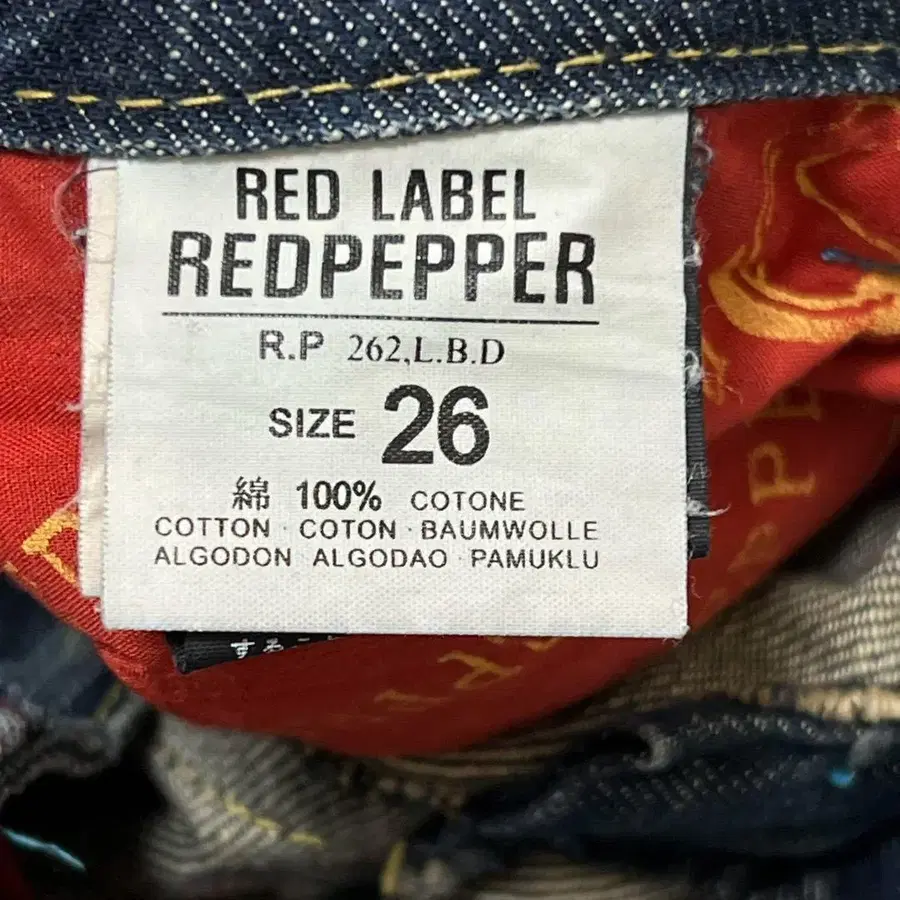 RED LABEL
REDPEPPER
R.P 262,L.B.D
SIZE 26
綿 100% COTONE
COTTON · COTON · BAUMWOLLE
ALGODON ALGODAO · PAMUKLU